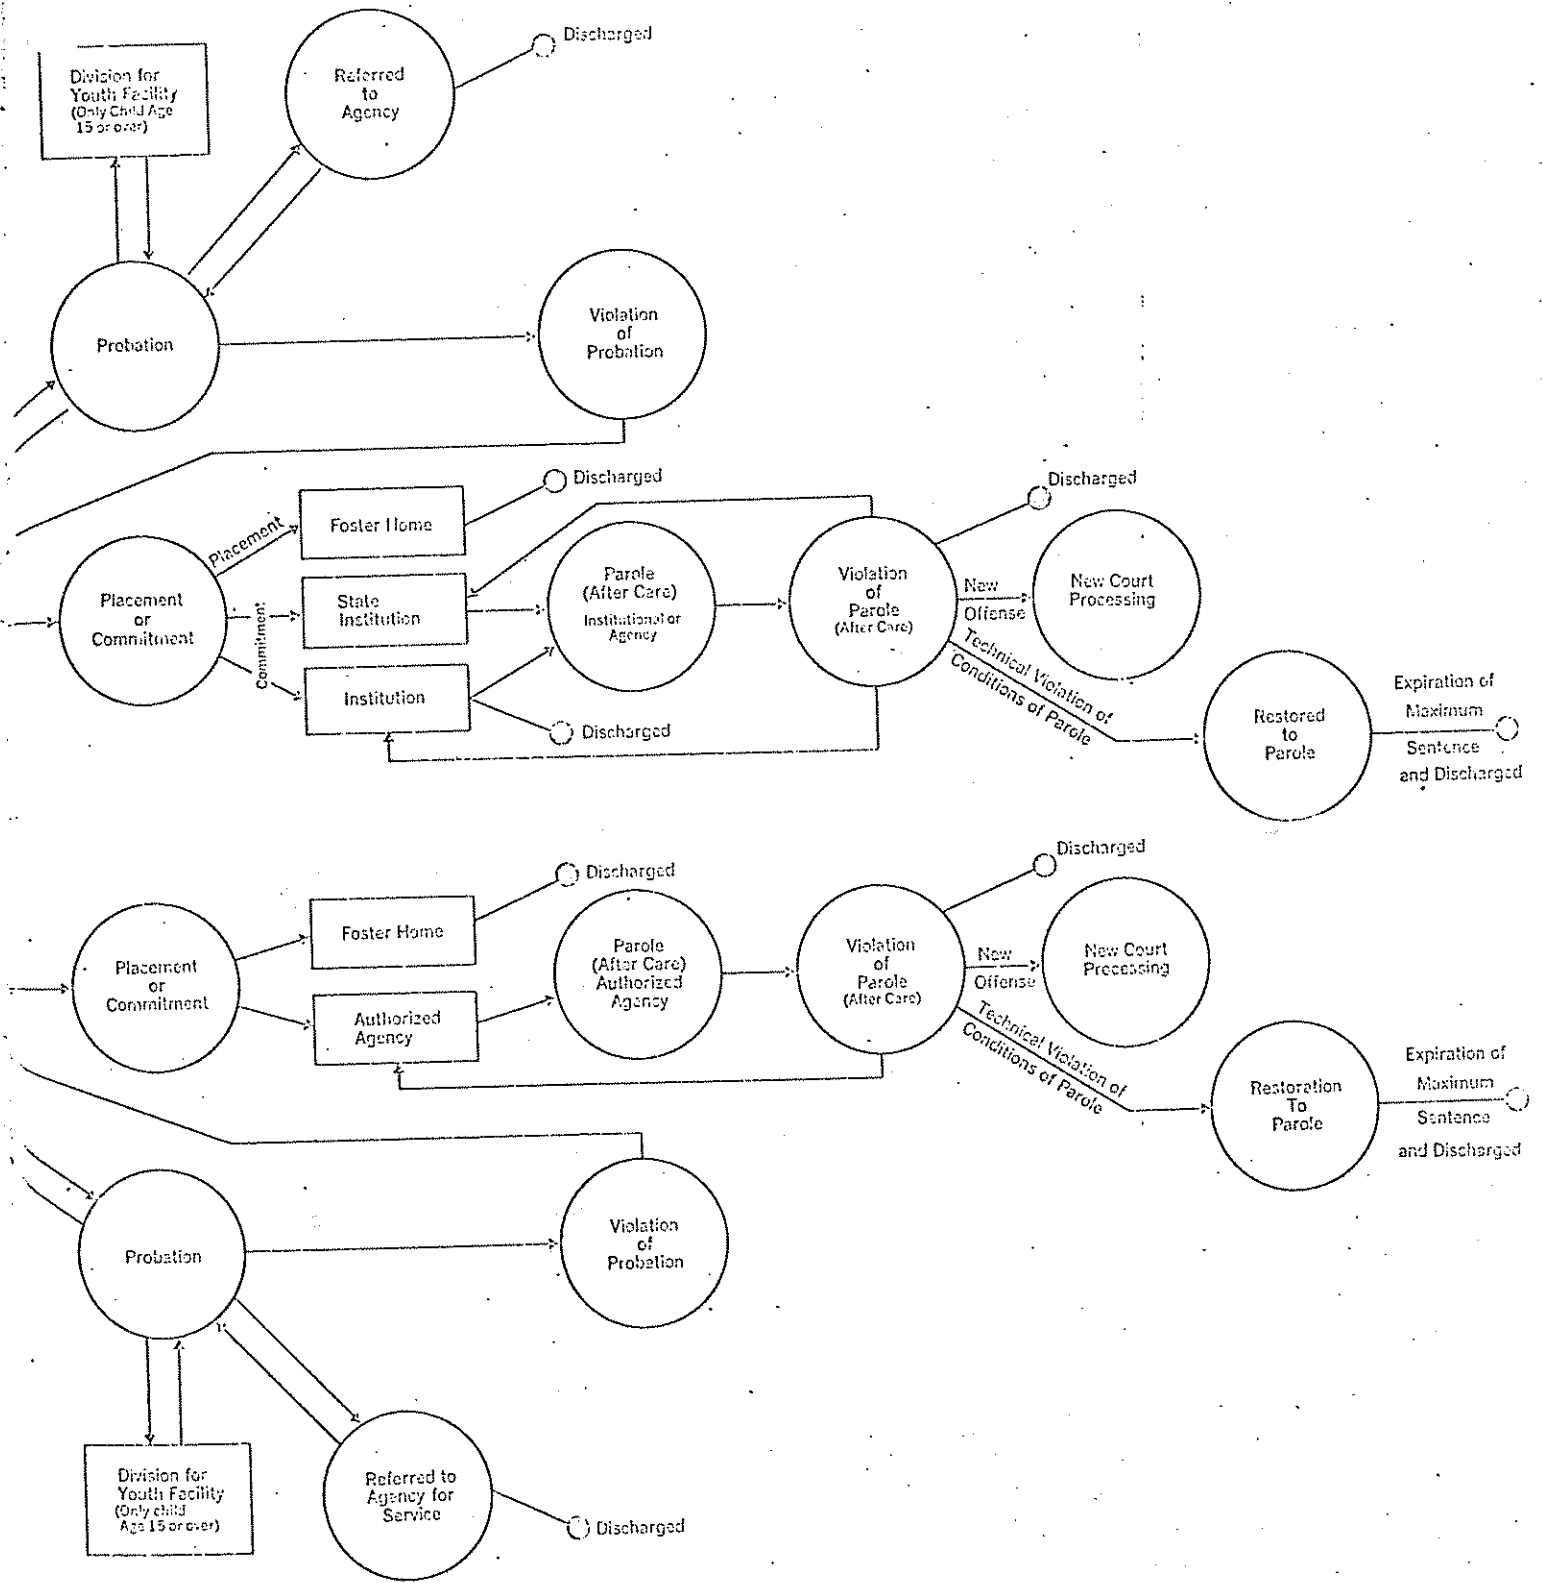 Discharged
Division for
Youth Facility
(Only Child Age
15 or over)
Referred
to
Agency
Probation
Violation
of
Probation
Discharged
Placement
Foster Home
Placement
or
Commitment
Commitment
State
Institution
Institution
Parole
(After Care)
Institutional or
Agency
Discharged
Violation
of
Parole
(After Care)
Discharged
New
Offense
New Court
Processing
Technical Violation of
Conditions of Parole
Restored
to
Parole
Expiration of
Maximum
Sentence
and Discharged
Discharged
Foster Home
Placement
or
Commitment
Authorized
Agency
Parole
(After Care)
Authorized
Agency
Violation
of
Parole
(After Care)
Discharged
New
Offense
New Court
Processing
Technical Violation of
Conditions of Parole
Restoration
To
Parole
Expiration of
Maximum
Sentence
and Discharged
Probation
Violation
of
Probation
Division for
Youth Facility
(Only child
Age 15 or over)
Referred to
Agency for
Service
Discharged